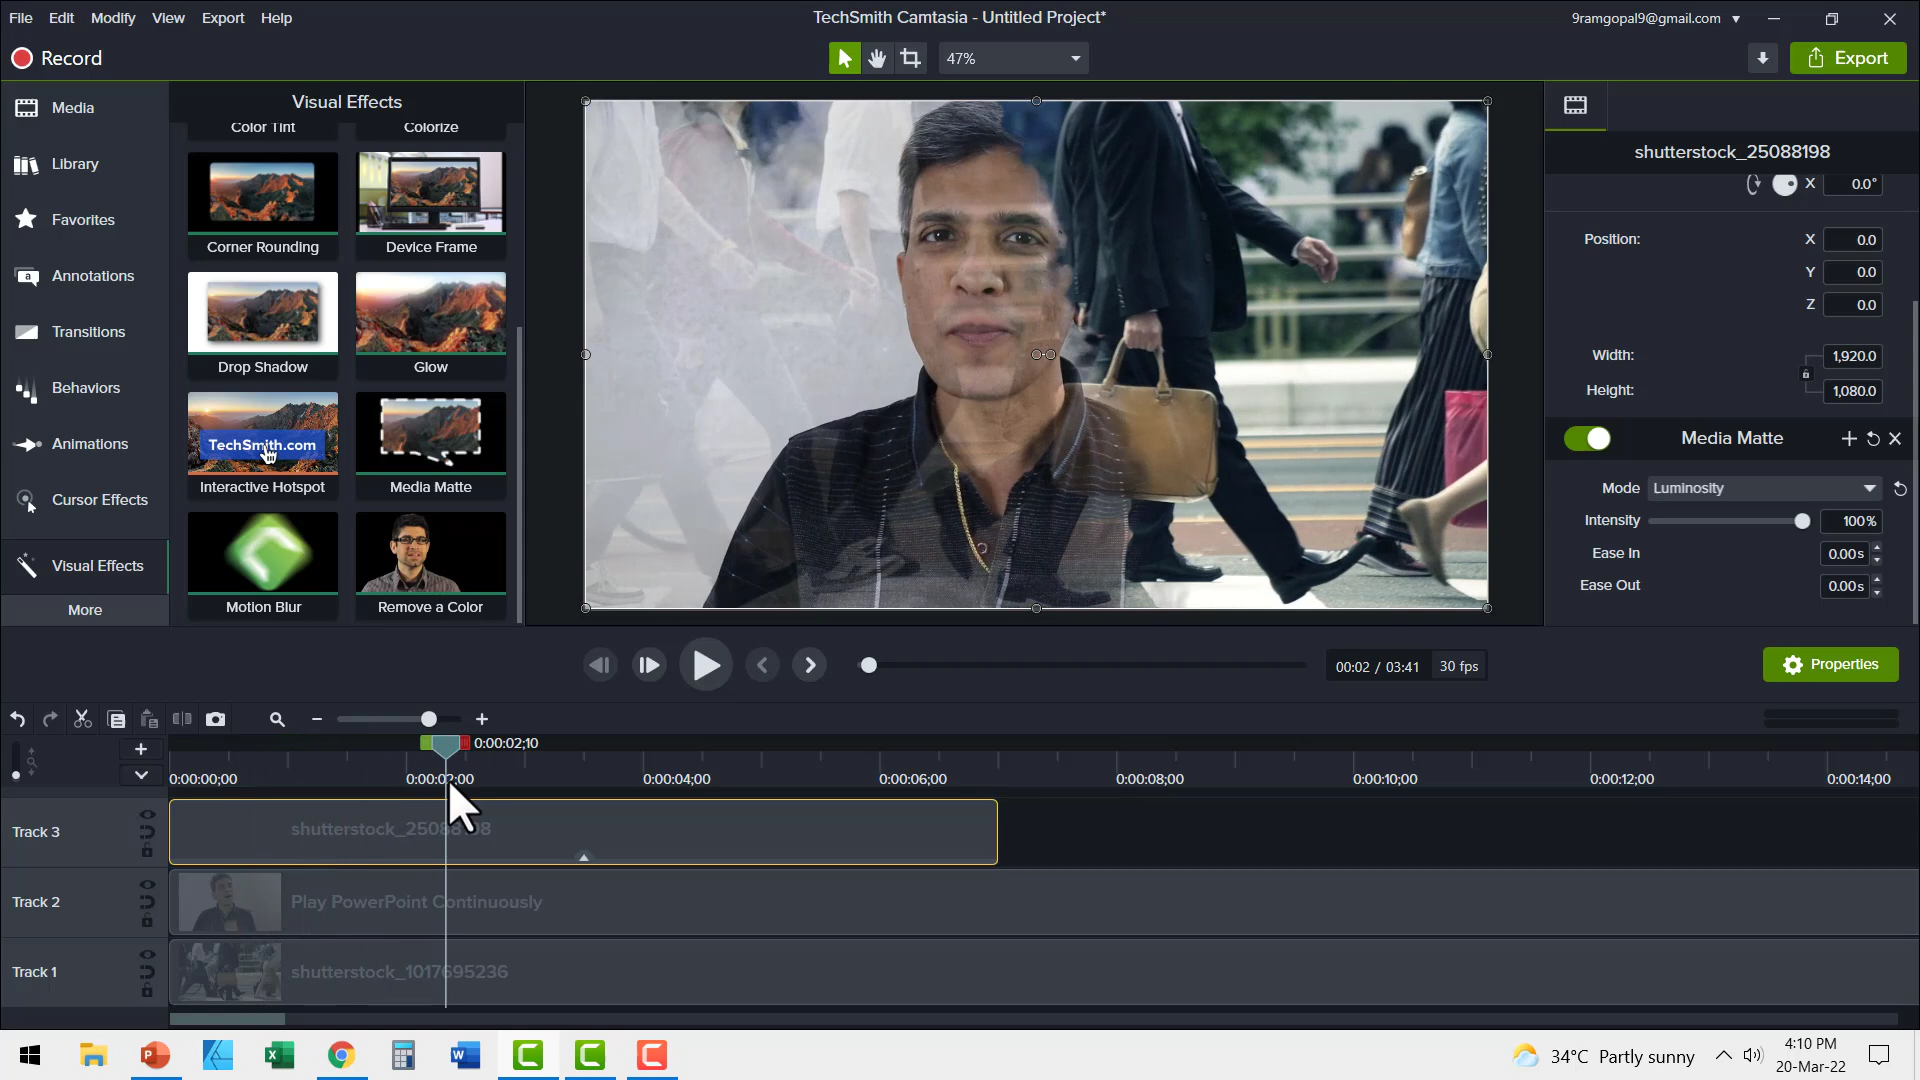 File Edit Modify View Export Help
TechSmith Camtasia - Untitled Project*
9ramgopal9@gmail.com
Record
47%
Export
Media
Library
Favorites
Annotations
Transitions
Behaviors
Animations
Cursor Effects
Visual Effects
More
Visual Effects
Color Tint Colorize
Corner Rounding Device Frame
Drop Shadow Glow
TechSmith.com
Interactive Hotspot Media Matte
Motion Blur Remove a Color
shutterstock_25088198
X 0.0°
Position: X 0.0
Y 0.0
Z 0.0
Width: 1,920.0
Height: 1,080.0
Media Matte
Mode Luminosity
Intensity 100%
Ease In 0.00s
Ease Out 0.00s
00:02 / 03:41 30 fps
Properties
0:00:02;10
0:00:00;00 0:00:02;00 0:00:04;00 0:00:06;00 0:00:08;00 0:00:10;00 0:00:12;00 0:00:14;00
Track 3 shutterstock_25088198
Track 2 Play PowerPoint Continuously
Track 1 shutterstock_1017695236
34°C Partly sunny
4:10 PM
20-Mar-22